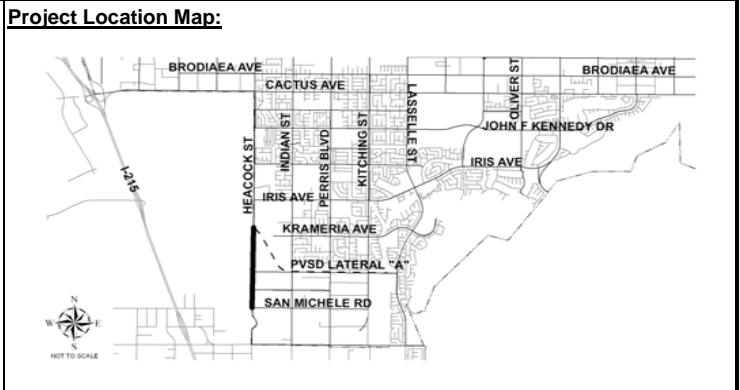 Project Location Map:
BRODIAEA AVE
BRODIAEA AVE
CACTUS AVE
OLIVER ST
LASSELLE ST
INDIAN ST
PERRIS BLVD
KITCHING ST
JOHN F KENNEDY DR
HEACOCK ST
IRIS AVE
I-215
IRIS AVE
KRAMERIA AVE
PVSD LATERAL "A"
SAN MICHELE RD
N
W
E
S
NOT TO SCALE